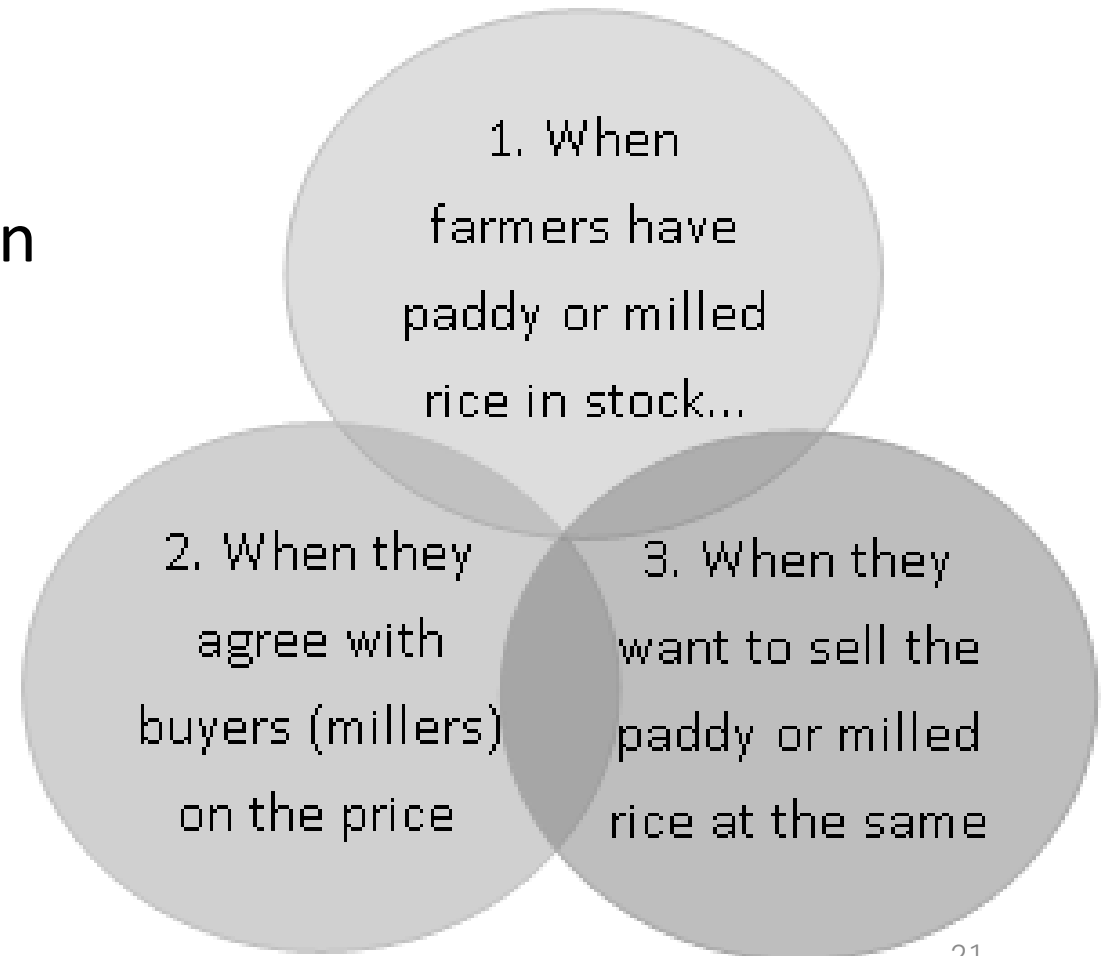 n
1. When
farmers have
paddy or milled
rice in stock...
2. When they
agree with
buyers (millers)
on the price
3. When they
want to sell the
paddy or milled
rice at the same
21